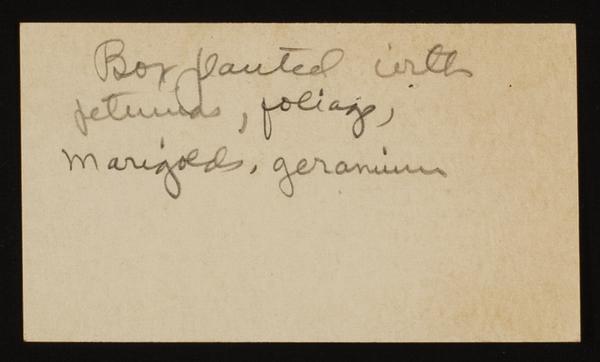 Box planted with
petunias, foliage,
Marigolds, geranium